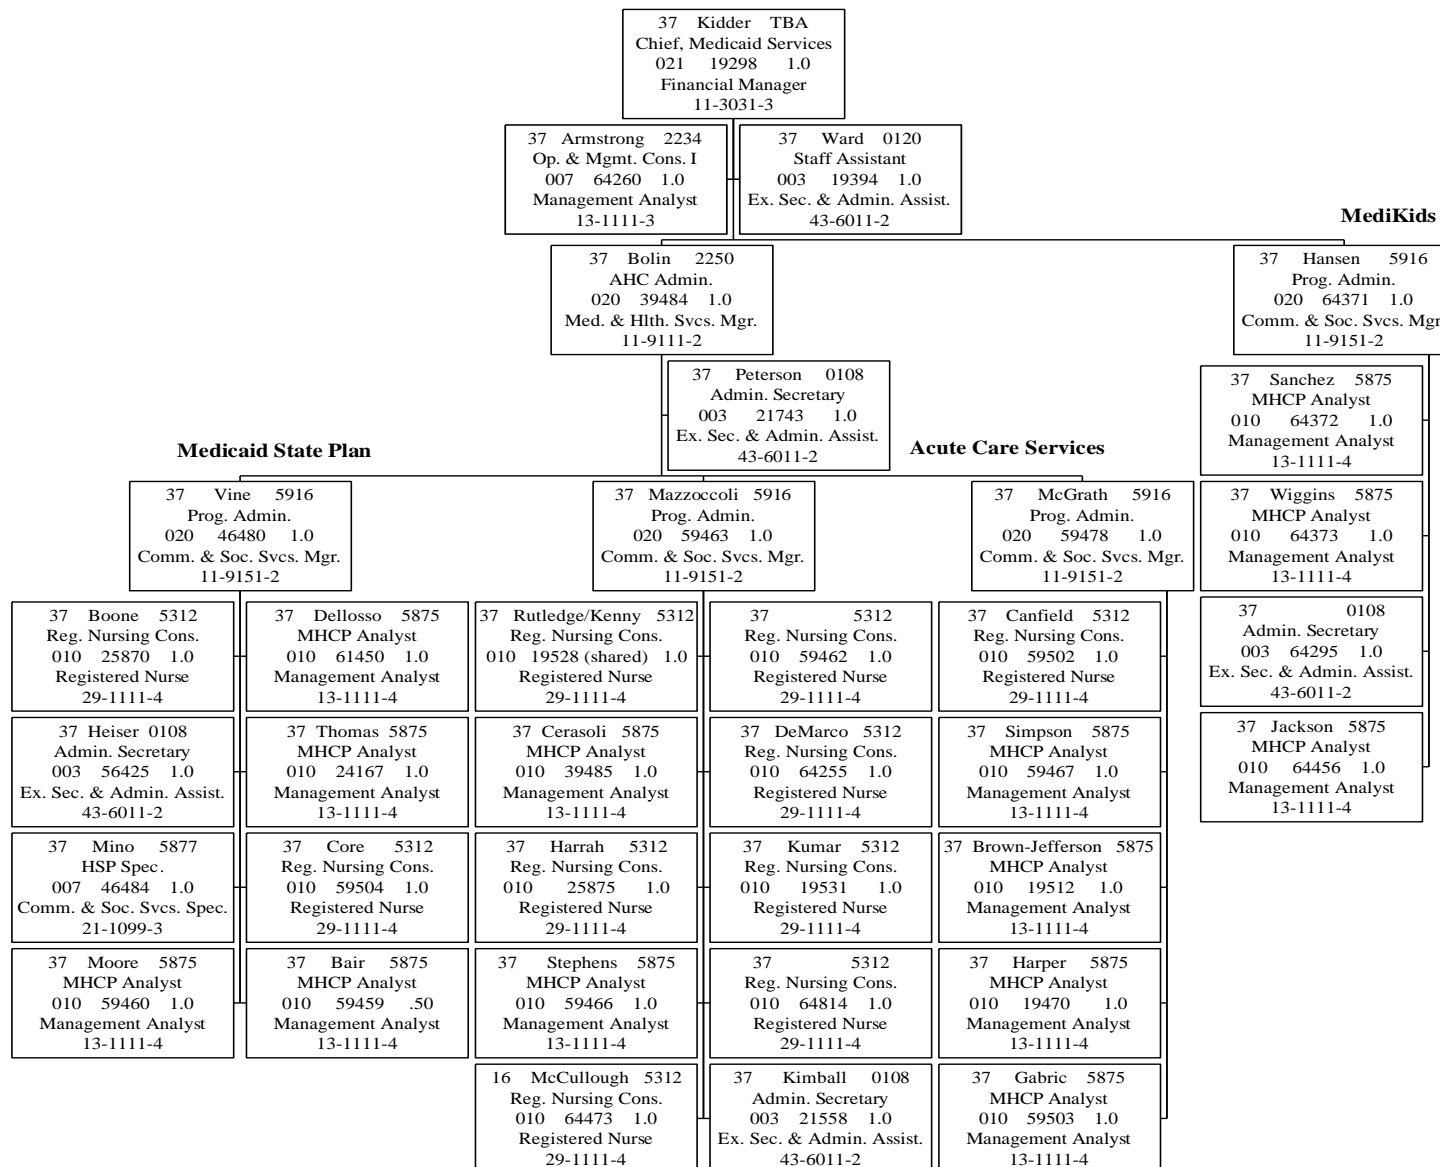 37 Kidder TBA
Chief, Medicaid Services
021 19298 1.0
Financial Manager
11-3031-3
37 Armstrong 2234
Op. & Mgmt. Cons. I
007 64260 1.0
Management Analyst
13-1111-3
37 Ward 0120
Staff Assistant
003 19394 1.0
Ex. Sec. & Admin. Assist.
43-6011-2
MediKids
37 Bolin 2250
AHC Admin.
020 39484 1.0
Med. & Hlth. Svcs. Mgr.
11-9111-2
37 Hansen 5916
Prog. Admin.
020 64371 1.0
Comm. & Soc. Svcs. Mgr
11-9151-2
37 Peterson 0108
Admin. Secretary
003 21743 1.0
Ex. Sec. & Admin. Assist.
43-6011-2
37 Sanchez 5875
MHCP Analyst
010 64372 1.0
Management Analyst
13-1111-4
Medicaid State Plan
Acute Care Services
37 Vine 5916
Prog. Admin.
020 46480 1.0
Comm. & Soc. Svcs. Mgr.
11-9151-2
37 Mazzoccoli 5916
Prog. Admin.
020 59463 1.0
Comm. & Soc. Svcs. Mgr.
11-9151-2
37 McGrath 5916
Prog. Admin.
020 59478 1.0
Comm. & Soc. Svcs. Mgr.
11-9151-2
37 Wiggins 5875
MHCP Analyst
010 64373 1.0
Management Analyst
13-1111-4
37 Boone 5312
Reg. Nursing Cons.
010 25870 1.0
Registered Nurse
29-1111-4
37 Dellosso 5875
MHCP Analyst
010 61450 1.0
Management Analyst
13-1111-4
37 Rutledge/Kenny 5312
Reg. Nursing Cons.
010 19528 (shared) 1.0
Registered Nurse
29-1111-4
37 5312
Reg. Nursing Cons.
010 59462 1.0
Registered Nurse
29-1111-4
37 Canfield 5312
Reg. Nursing Cons.
010 59502 1.0
Registered Nurse
29-1111-4
37 0108
Admin. Secretary
003 64295 1.0
Ex. Sec. & Admin. Assist.
43-6011-2
37 Heiser 0108
Admin. Secretary
003 56425 1.0
Ex. Sec. & Admin. Assist.
43-6011-2
37 Thomas 5875
MHCP Analyst
010 24167 1.0
Management Analyst
13-1111-4
37 Cerasoli 5875
MHCP Analyst
010 39485 1.0
Management Analyst
13-1111-4
37 DeMarco 5312
Reg. Nursing Cons.
010 64255 1.0
Registered Nurse
29-1111-4
37 Simpson 5875
MHCP Analyst
010 59467 1.0
Management Analyst
13-1111-4
37 Jackson 5875
MHCP Analyst
010 64456 1.0
Management Analyst
13-1111-4
37 Mino 5877
HSP Spec.
007 46484 1.0
Comm. & Soc. Svcs. Spec.
21-1099-3
37 Core 5312
Reg. Nursing Cons.
010 59504 1.0
Registered Nurse
29-1111-4
37 Harrah 5312
Reg. Nursing Cons.
010 25875 1.0
Registered Nurse
29-1111-4
37 Kumar 5312
Reg. Nursing Cons.
010 19531 1.0
Registered Nurse
29-1111-4
37 Brown-Jefferson 5875
MHCP Analyst
010 19512 1.0
Management Analyst
13-1111-4
37 Moore 5875
MHCP Analyst
010 59460 1.0
Management Analyst
13-1111-4
37 Bair 5875
MHCP Analyst
010 59459 .50
Management Analyst
13-1111-4
37 Stephens 5875
MHCP Analyst
010 59466 1.0
Management Analyst
13-1111-4
37 5312
Reg. Nursing Cons.
010 64814 1.0
Registered Nurse
29-1111-4
37 Harper 5875
MHCP Analyst
010 19470 1.0
Management Analyst
13-1111-4
16 McCullough 5312
Reg. Nursing Cons.
010 64473 1.0
Registered Nurse
29-1111-4
37 Kimball 0108
Admin. Secretary
003 21558 1.0
Ex. Sec. & Admin. Assist.
43-6011-2
37 Gabric 5875
MHCP Analyst
010 59503 1.0
Management Analyst
13-1111-4